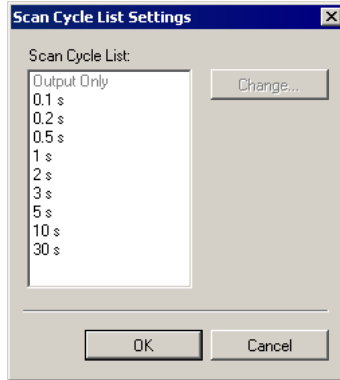 Scan Cycle List Settings
Scan Cycle List:
Output Only
0.1 s
0.2 s
0.5 s
1 s
2 s
3 s
5 s
10 s
30 s
Change...
OK
Cancel